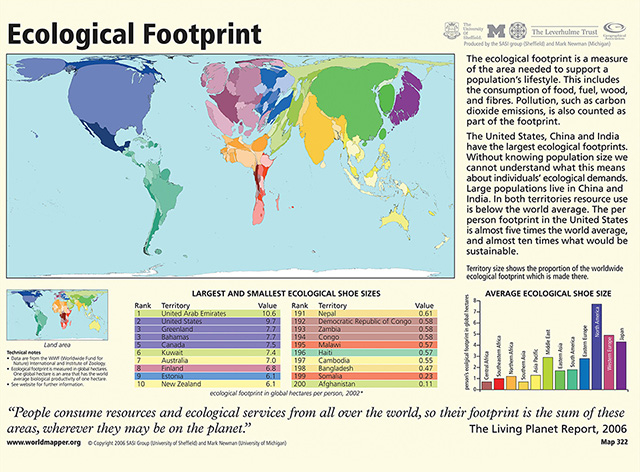 Ecological Footprint
The University Of Sheffield.
M
The Leverhulme Trust
Produced by the SASI group (Sheffield) and Mark Newman (Michigan)
The ecological footprint is a measure
of the area needed to support a
population's lifestyle. This includes
the consumption of food, fuel, wood,
and fibres. Pollution, such as carbon
dioxide emissions, is also counted as
part of the footprint.
The United States, China and India
have the largest ecological footprints.
Without knowing population size we
cannot understand what this means
about individuals' ecological demands.
Large populations live in China and
India. In both territories resource use
is below the world average. The per
person footprint in the United States
is almost five times the world average,
and almost ten times what would be
sustainable.
Territory size shows the proportion of the worldwide
ecological footprint which is made there.
Land area
Technical notes
• Data are from the WWF (Worldwide Fund for
Nature) International and Institute of Zoology.
• Ecological footprint is measured in global hectares.
One global hectare is an area that has the world
average biological productivity of one hectare.
• See website for further information.
LARGEST AND SMALLEST ECOLOGICAL SHOE SIZES
Rank Territory Value Rank Territory Value
1 United Arab Emirates 10.6 191 Nepal 0.61
2 United States 9.7 192 Democratic Republic of Congo 0.58
3 Greenland 7.7 193 Zambia 0.58
3 Bahamas 7.7 194 Congo 0.58
5 Canada 7.5 195 Malawi 0.57
6 Kuwait 7.4 196 Haiti 0.57
7 Australia 7.0 197 Cambodia 0.55
8 Finland 6.8 198 Bangladesh 0.47
9 Estonia 6.1 199 Somalia 0.23
10 New Zealand 6.1 200 Afghanistan 0.11
ecological footprint in global hectares per person, 2002*
AVERAGE ECOLOGICAL SHOE SIZE
person's ecological footprint in global hectares
8
7
6
5
4
3
2
1
0
Central Africa
Southeastern Africa
Northern Africa
Southern Asia
Asia Pacific
Middle East
Eastern Asia
South America
Eastern Europe
North America
Western Europe
Japan
"People consume resources and ecological services from all over the world, so their footprint is the sum of these
areas, wherever they may be on the planet."
The Living Planet Report, 2006
www.worldmapper.org
© Copyright 2006 SASI Group (University of Sheffield) and Mark Newman (University of Michigan)
Map 322